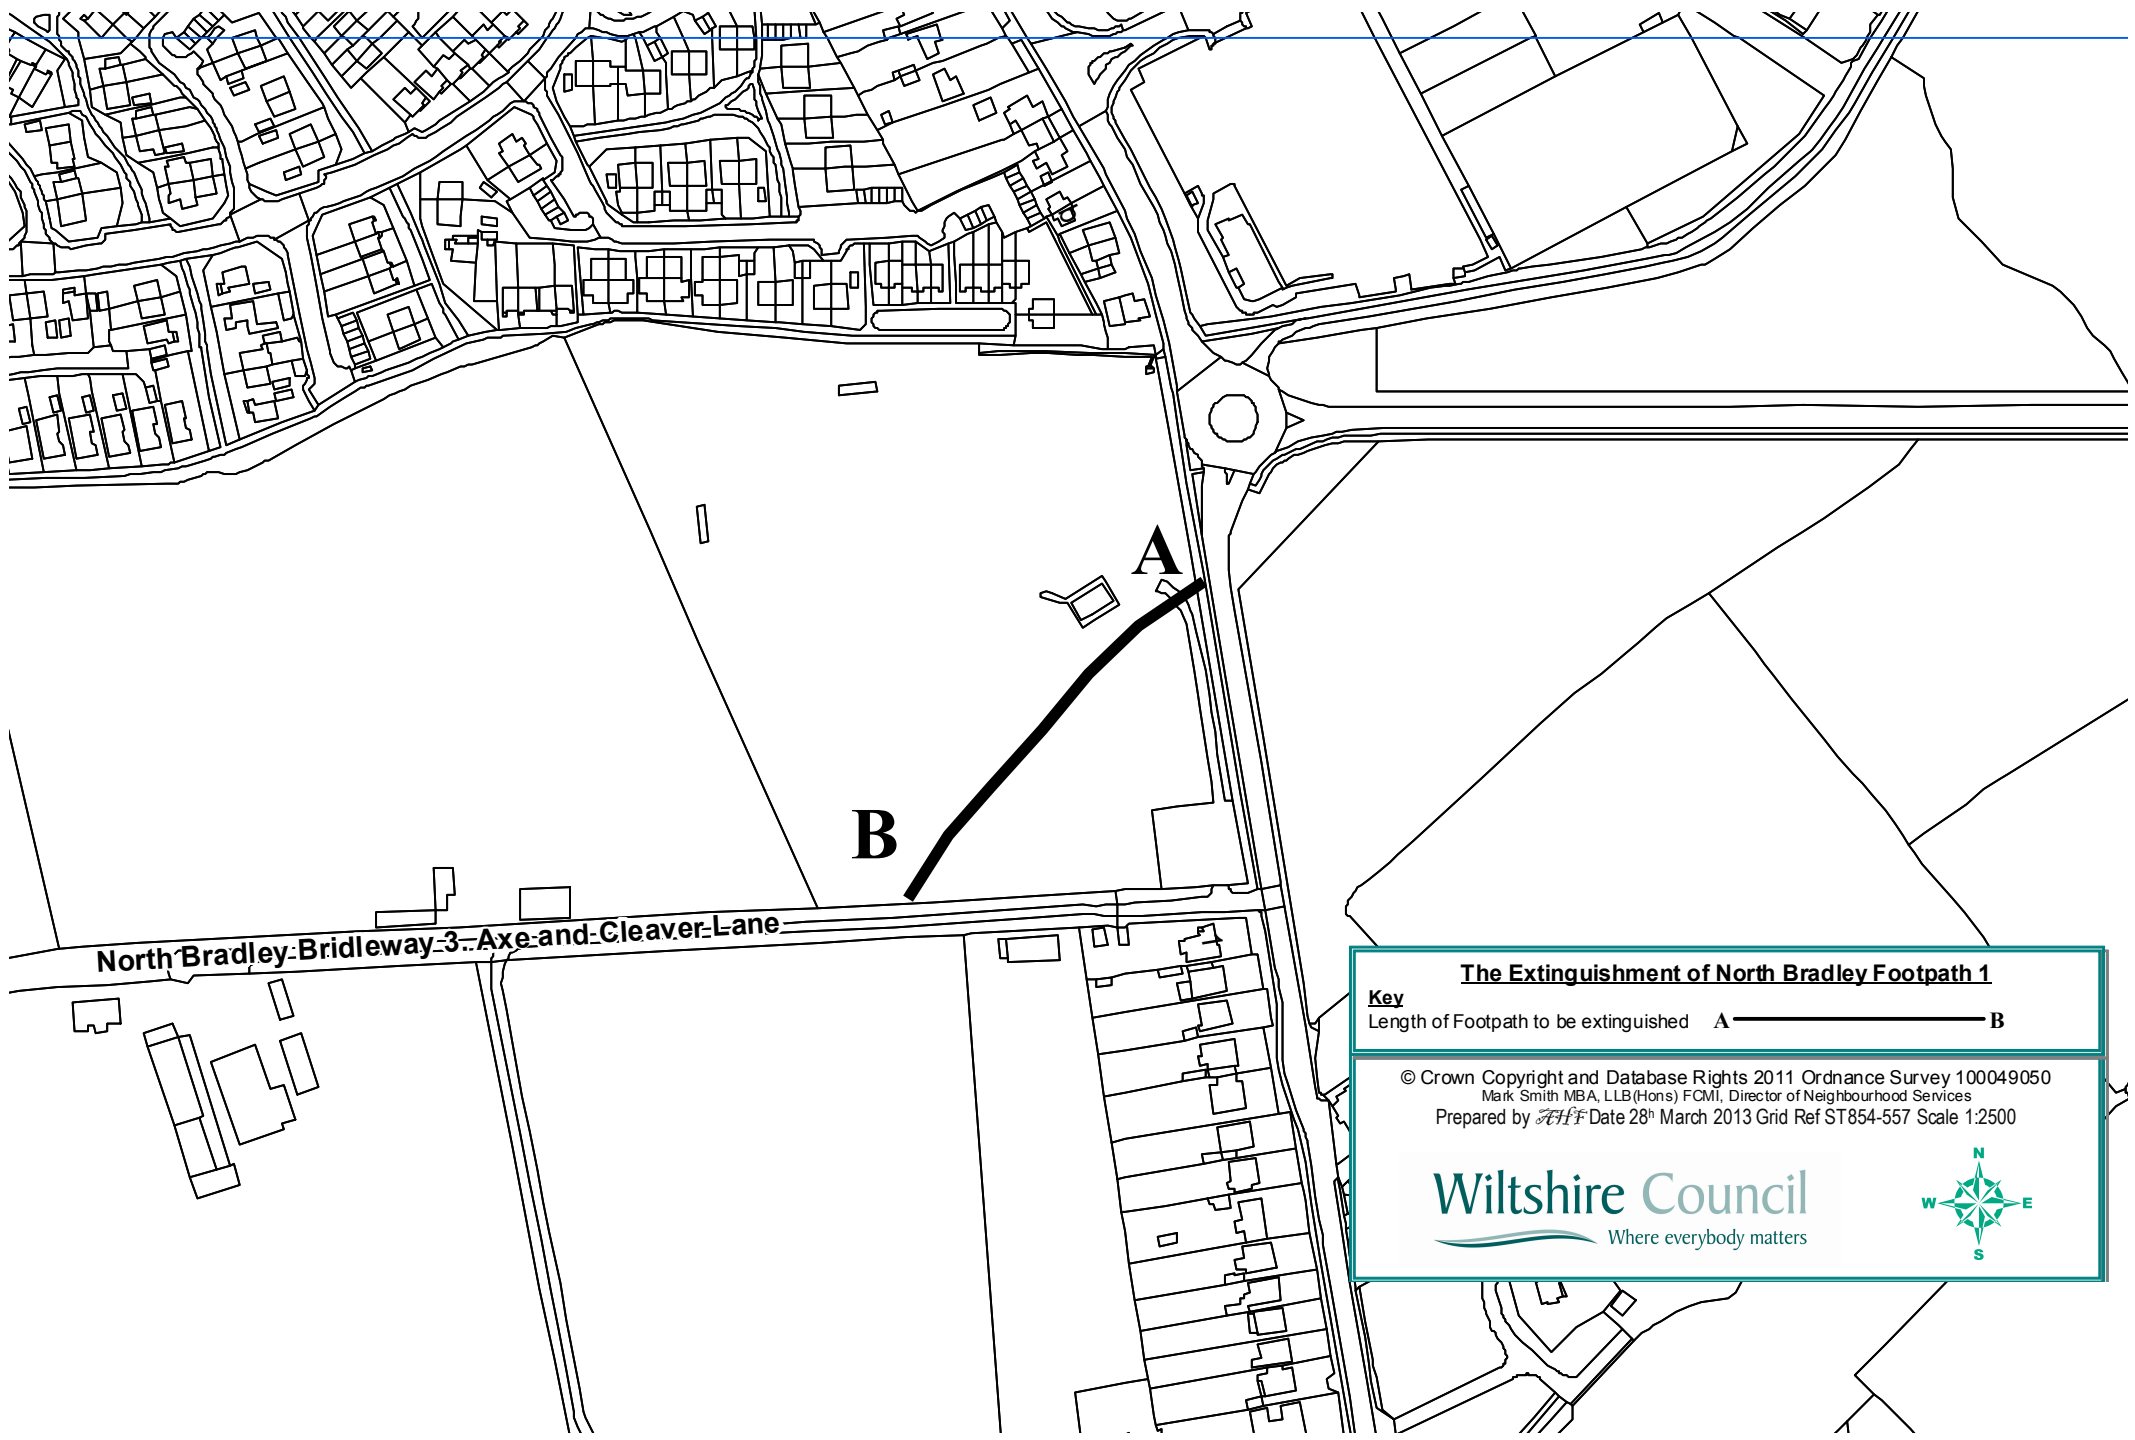 A
B
North Bradley Bridleway 3. Axe and Cleaver Lane
The Extinguishment of North Bradley Footpath 1
Key
Length of Footpath to be extinguished A B
© Crown Copyright and Database Rights 2011 Ordnance Survey 100049050
Mark Smith MBA, LLB(Hons) FCMI, Director of Neighbourhood Services
Prepared by Date 28h March 2013 Grid Ref ST854-557 Scale 1:2500
Wiltshire Council
Where everybody matters
N
W E
S